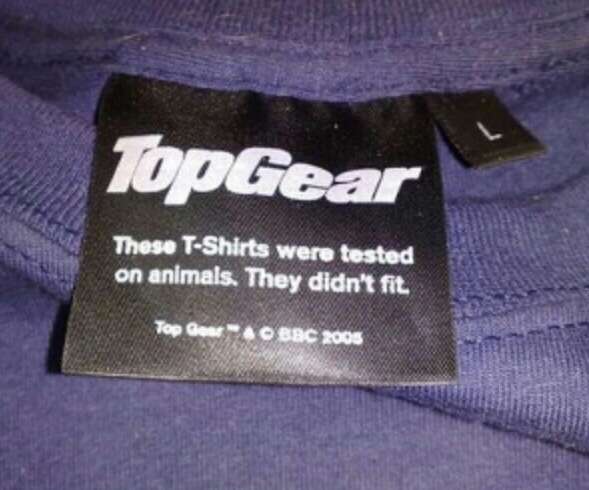 TopGear
These T-Shirts were tested
on animals. They didn't fit.
Top Gear ™ & © BBC 2005
L